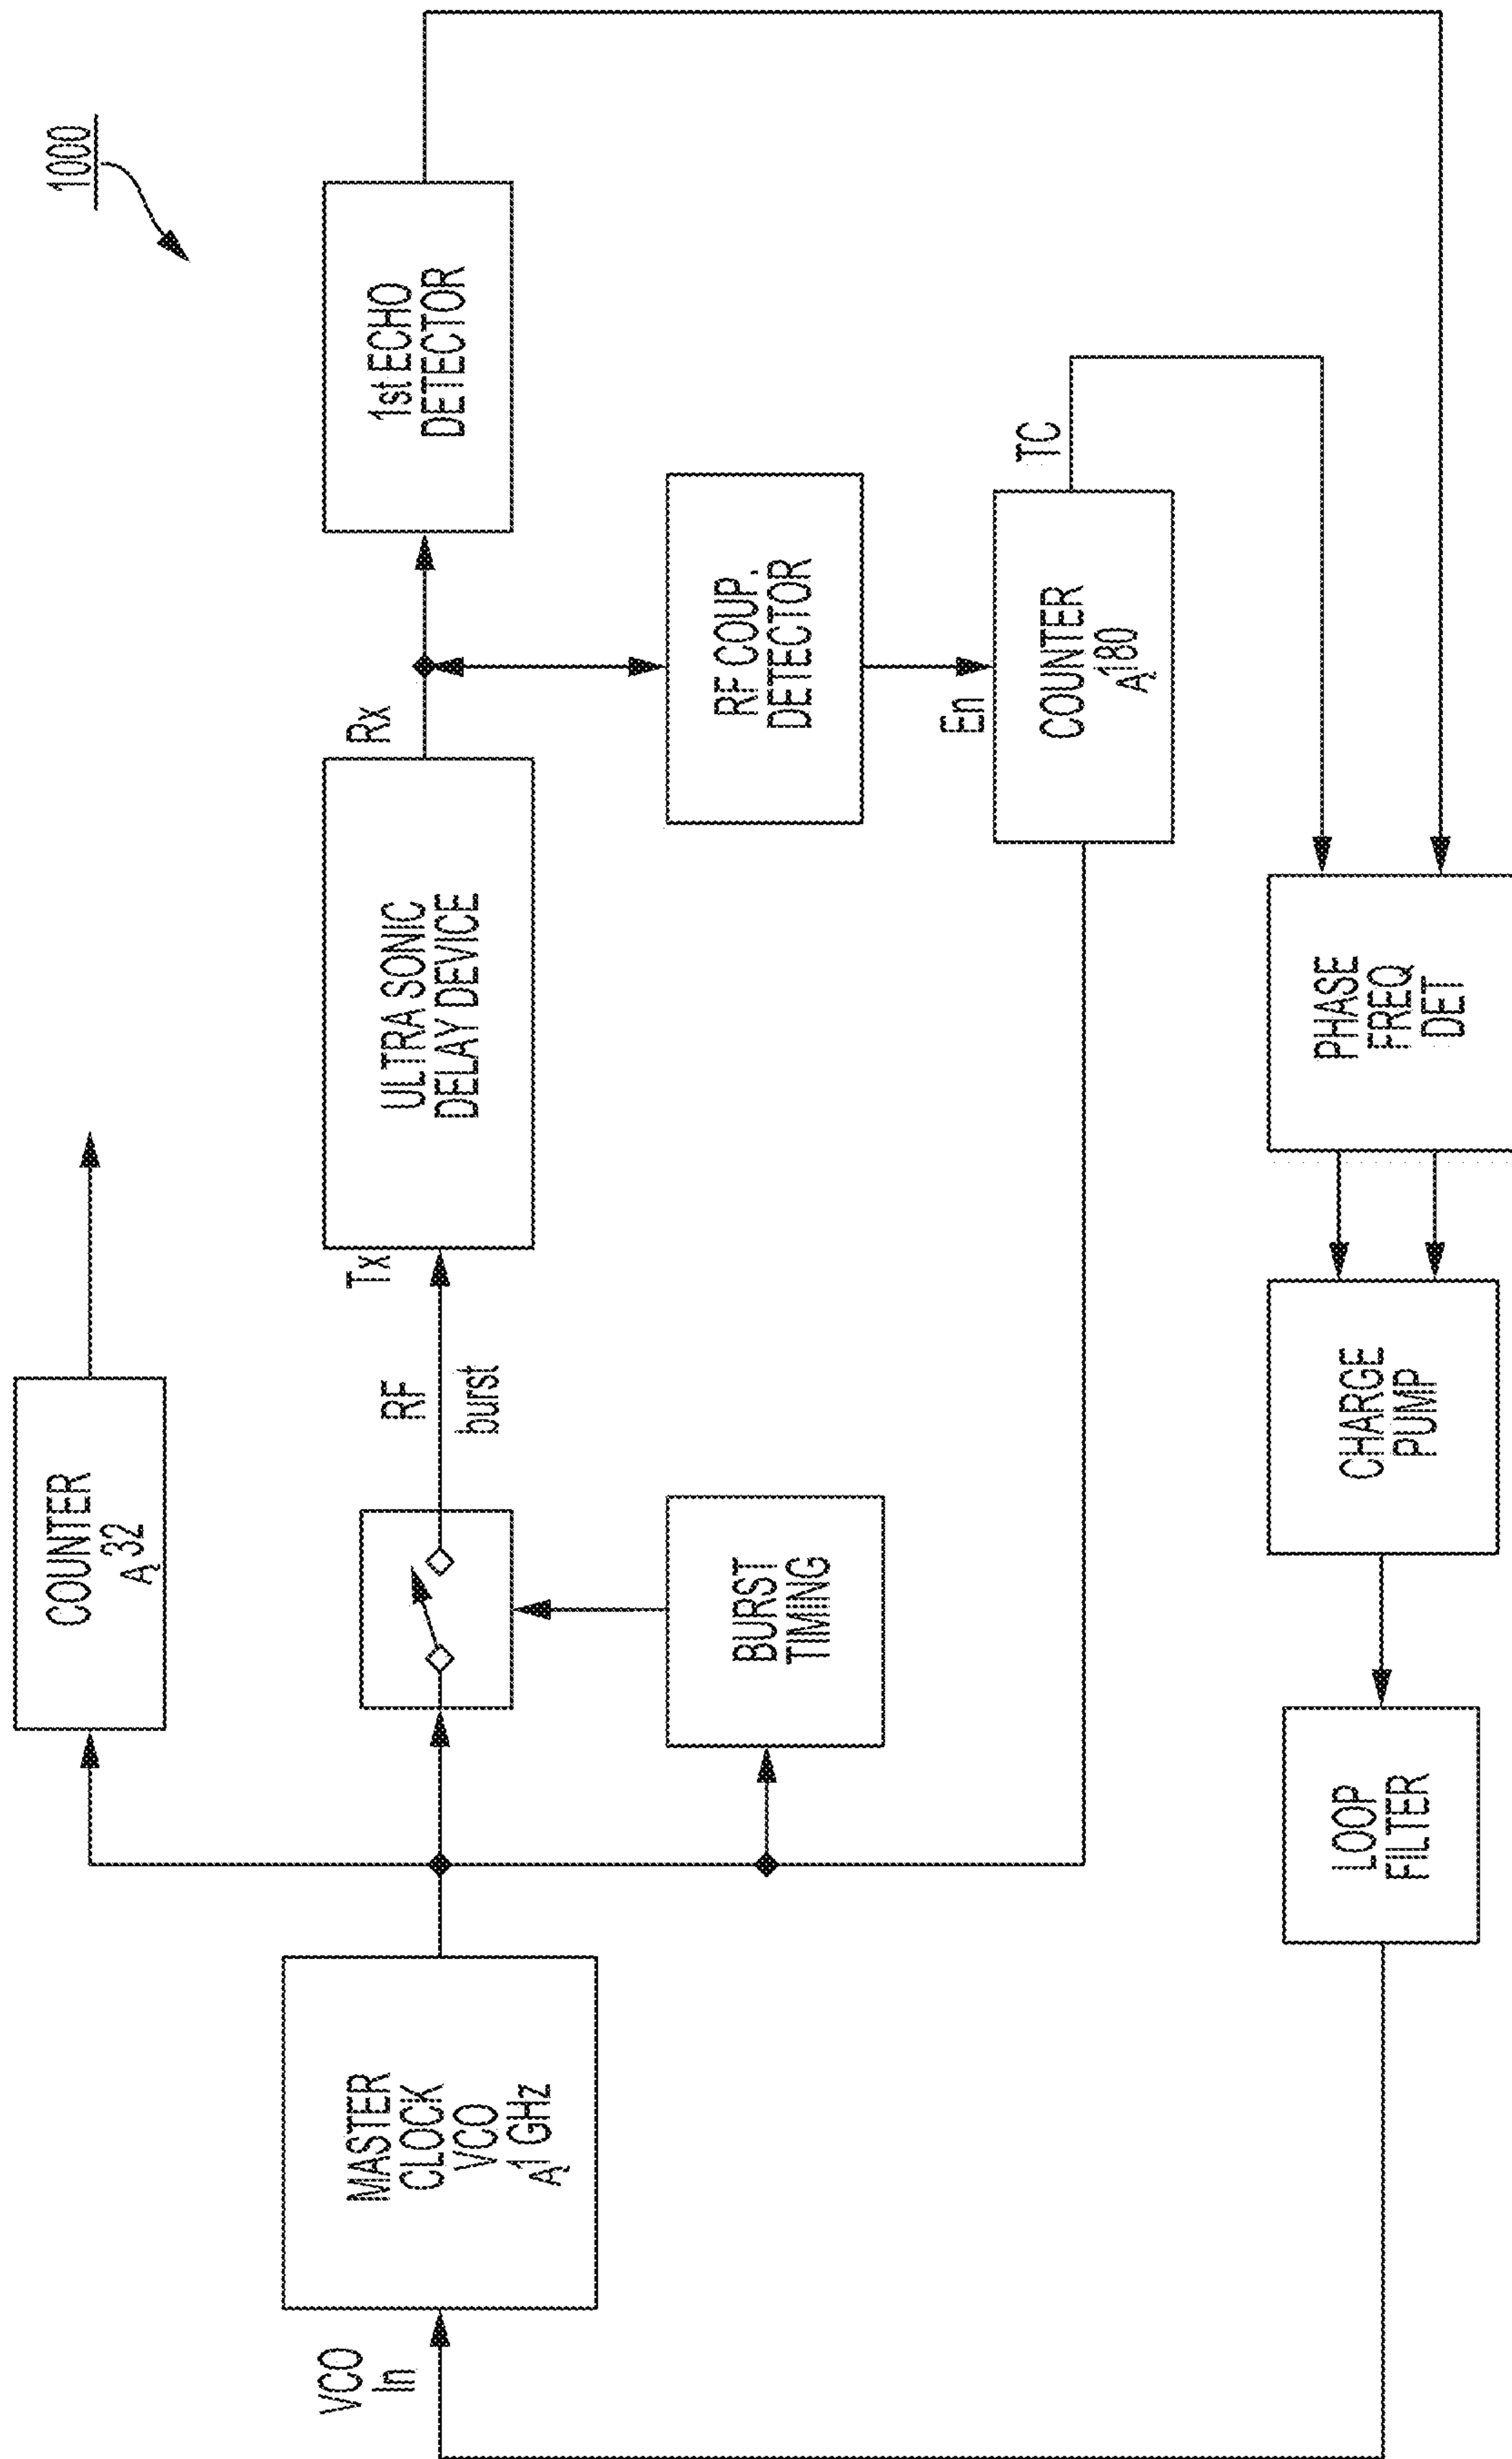 1000
COUNTER
A 32
1st ECHO
DETECTOR
Rx
ULTRA SONIC
DELAY DEVICE
Tx
RF
burst
MASTER
CLOCK
VCO
A 1 GHz
VCO
In
BURST
TIMING
RF COUP.
DETECTOR
En
COUNTER
A 180
TC
PHASE
FREQ
DET
CHARGE
PUMP
LOOP
FILTER